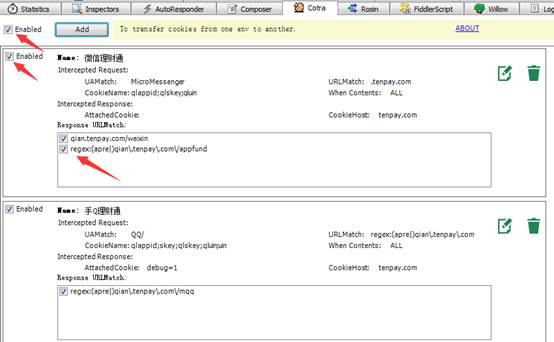 Statistics Inspectors AutoResponder Composer Cotra Rosin FiddlerScript Willow Log
Enabled Add To transfer cookies from one env to another. ABOUT
Enabled Name: 微信理财通
Intercepted Request:
UAMatch: MicroMessenger URLMatch: .tenpay.com
CookieName: qlappid;qlskey;qluin When Contents: ALL
Intercepted Response:
AttachedCookie: CookieHost: tenpay.com
Response URLMatch:
qian.tenpay.com/weixin
regex:(apre|)qian\.tenpay\.com\/appfund
Enabled Name: 手Q理财通
Intercepted Request:
UAMatch: QQ/ URLMatch: regex:(apre|)qian\.tenpay\.com
CookieName: qlappid;skey;qlskey;qluin;uin When Contents: ALL
Intercepted Response:
AttachedCookie: debug=1 CookieHost: tenpay.com
Response URLMatch:
regex:(apre|)qian\.tenpay\.com\/mqq